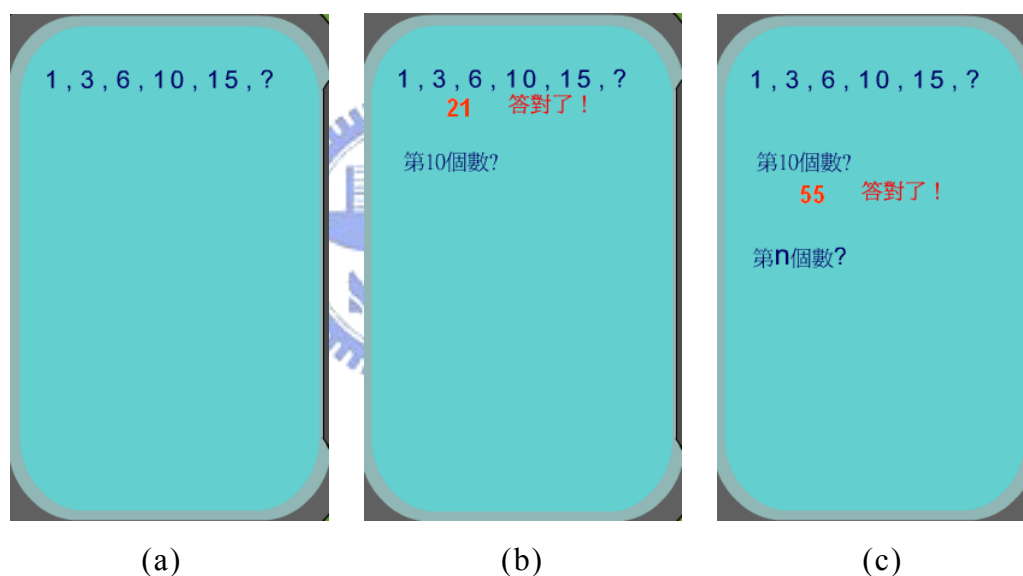 1 , 3 , 6 , 10 , 15 , ?
1 , 3 , 6 , 10 , 15 , ?
21 答對了！
第10個數?
1 , 3 , 6 , 10 , 15 , ?
第10個數?
55 答對了！
第n個數?
(a)
(b)
(c)